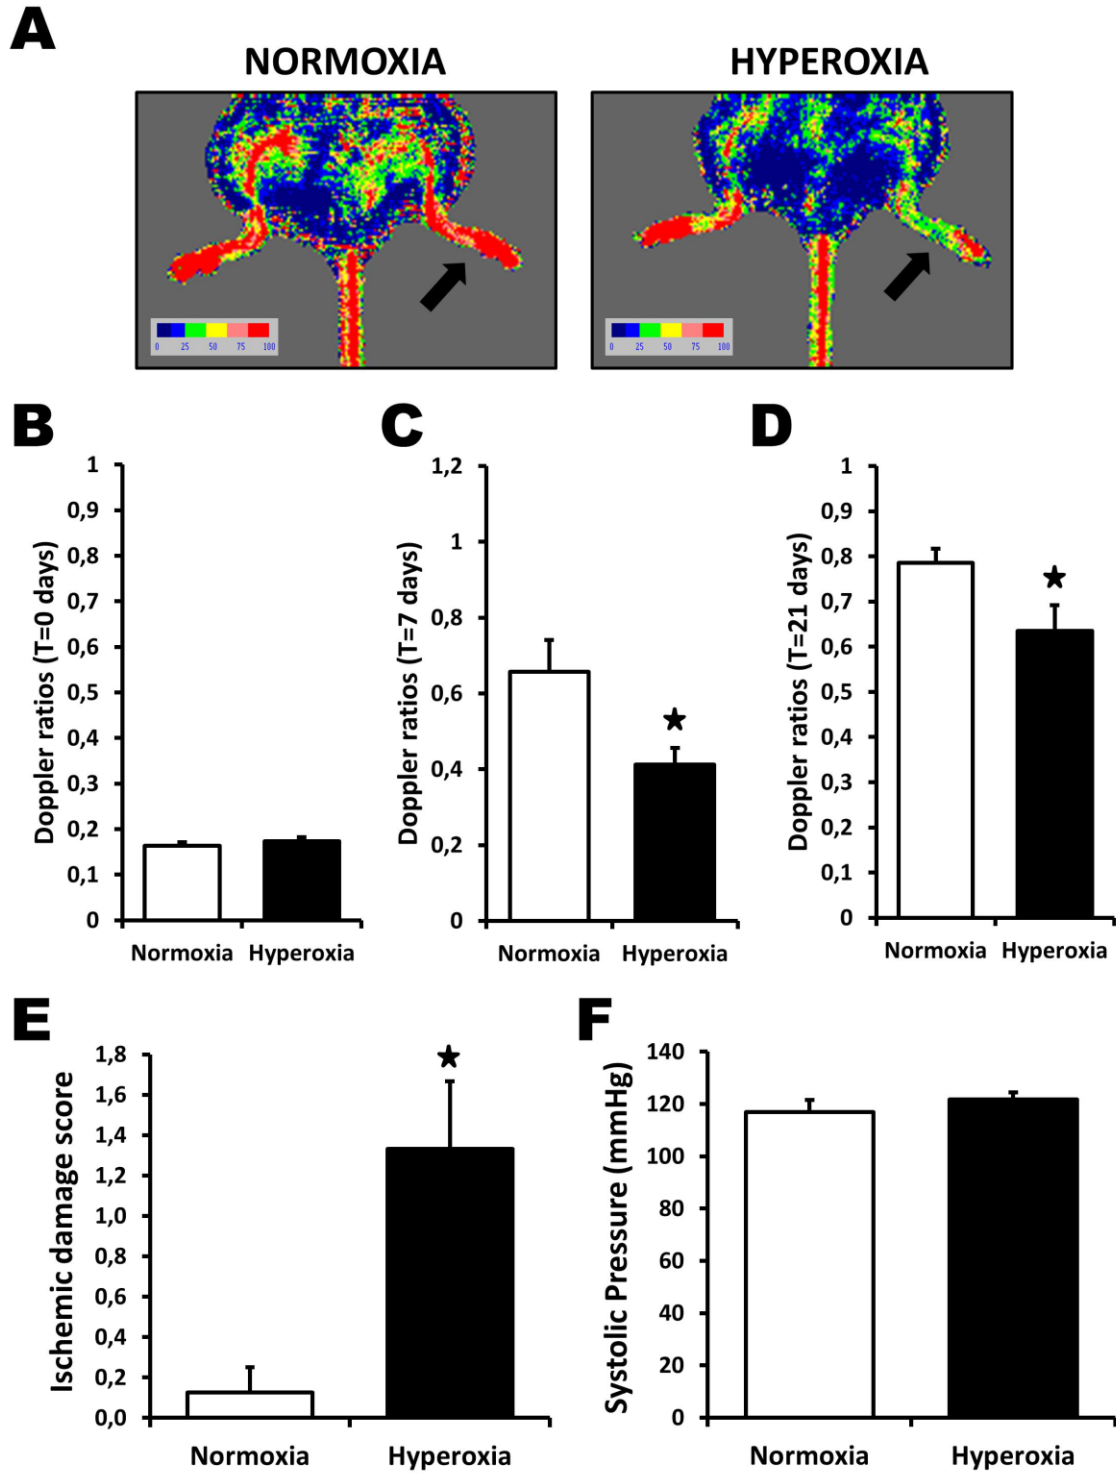 A
NORMOXIA
HYPEROXIA
0 25 50 75 100
0 25 50 75 100
B
C
D
Doppler ratios (T=0 days)
1
0,9
0,8
0,7
0,6
0,5
0,4
0,3
0,2
0,1
0
Normoxia Hyperoxia
Doppler ratios (T=7 days)
1,2
1
0,8
0,6
0,4
0,2
0
Normoxia Hyperoxia
Doppler ratios (T=21 days)
1
0,9
0,8
0,7
0,6
0,5
0,4
0,3
0,2
0,1
0
Normoxia Hyperoxia
E
F
Ischemic damage score
1,8
1,6
1,4
1,2
1,0
0,8
0,6
0,4
0,2
0,0
Normoxia Hyperoxia
Systolic Pressure (mmHg)
140
120
100
80
60
40
20
0
Normoxia Hyperoxia